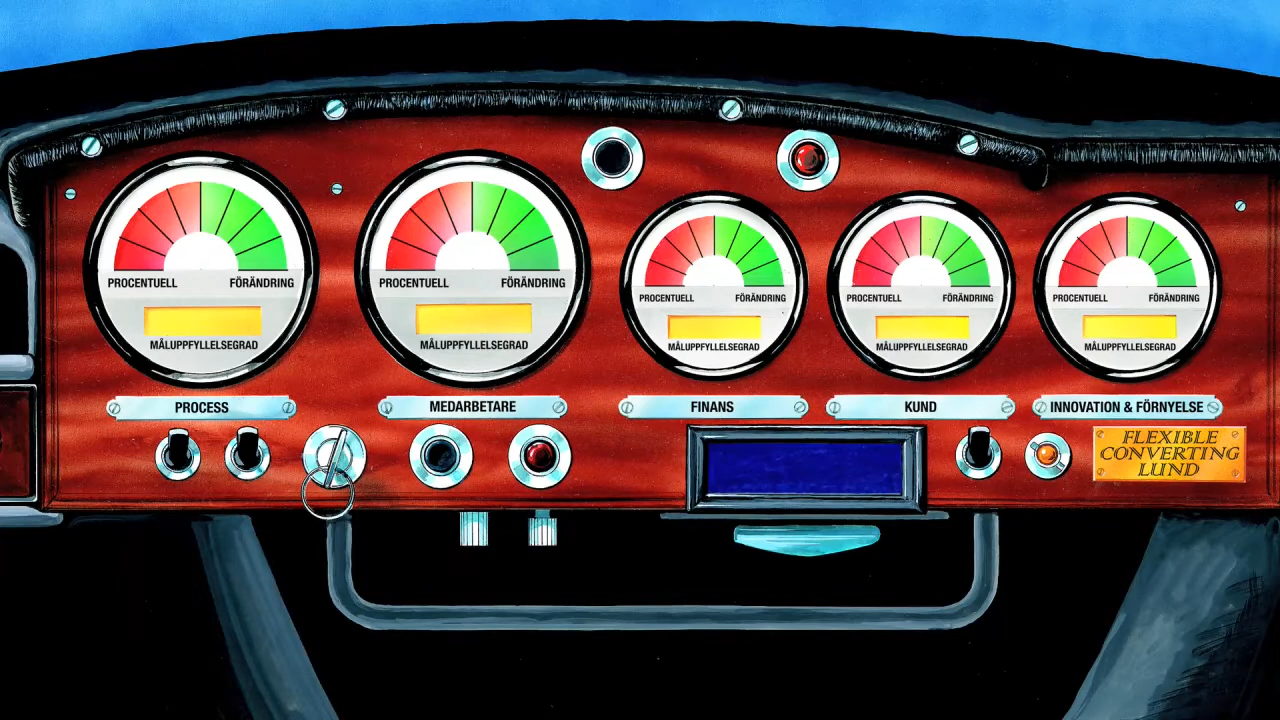 PROCENTUELL FÖRÄNDRING
MÅLUPPFYLLELSEGRAD
PROCESS
PROCENTUELL FÖRÄNDRING
MÅLUPPFYLLELSEGRAD
MEDARBETARE
PROCENTUELL FÖRÄNDRING
MÅLUPPFYLLELSEGRAD
FINANS
PROCENTUELL FÖRÄNDRING
MÅLUPPFYLLELSEGRAD
KUND
PROCENTUELL FÖRÄNDRING
MÅLUPPFYLLELSEGRAD
INNOVATION & FÖRNYELSE
FLEXIBLE
CONVERTING
LUND